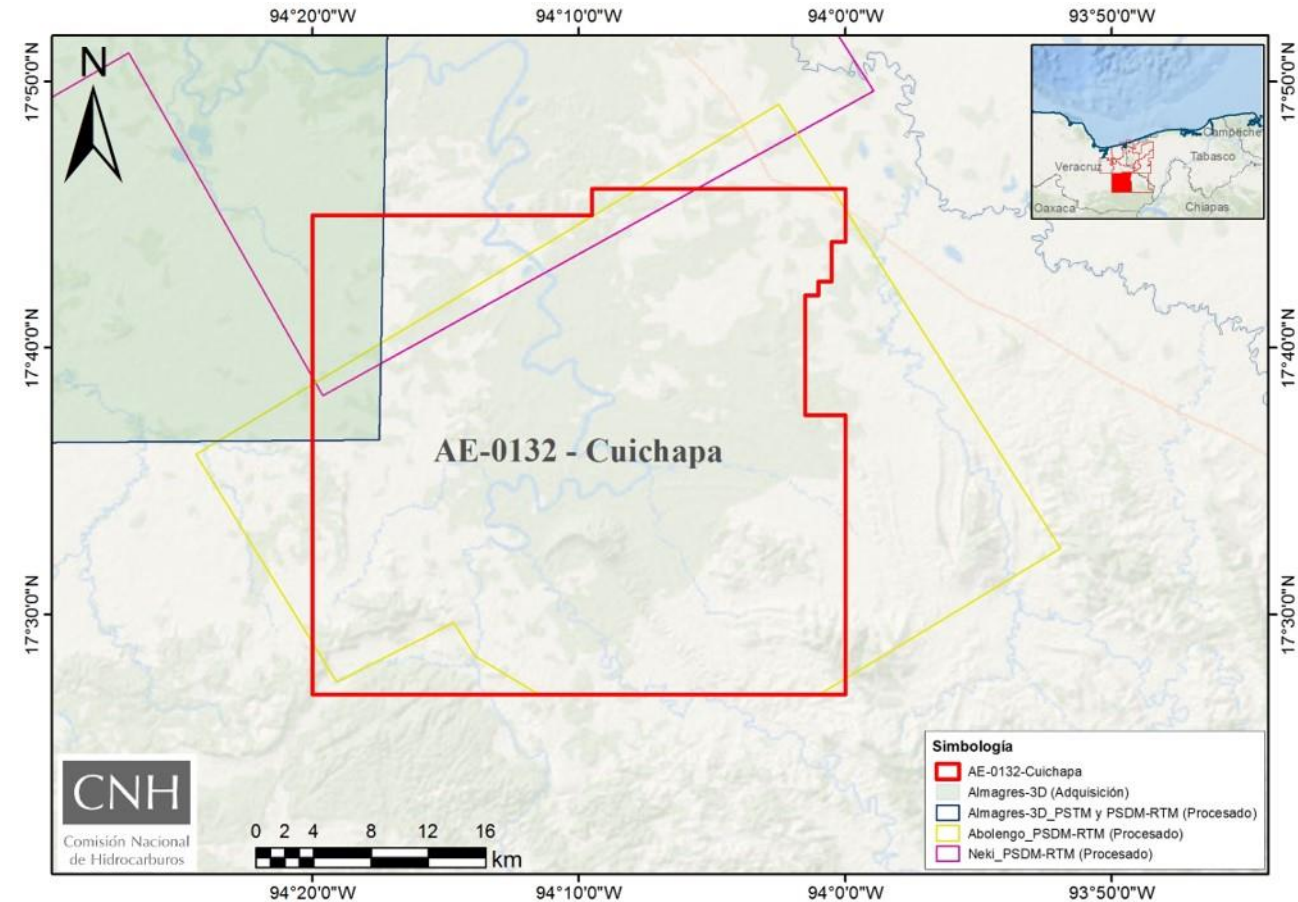 94°20'0"W 94°10'0"W 94°0'0"W 93°50'0"W
N
17°50'0"N
17°50'0"N
Campeche
Tabasco
Veracruz
Oaxaca
Chiapas
17°40'0"N
17°40'0"N
AE-0132 - Cuichapa
17°30'0"N
17°30'0"N
Simbología
AE-0132-Cuichapa
Almagres-3D (Adquisición)
Almagres-3D_PSTM y PSDM-RTM (Procesado)
Abolengo_PSDM-RTM (Procesado)
Neki_PSDM-RTM (Procesado)
CNH
Comisión Nacional
de Hidrocarburos
0 2 4 8 12 16
km
94°20'0"W 94°10'0"W 94°0'0"W 93°50'0"W